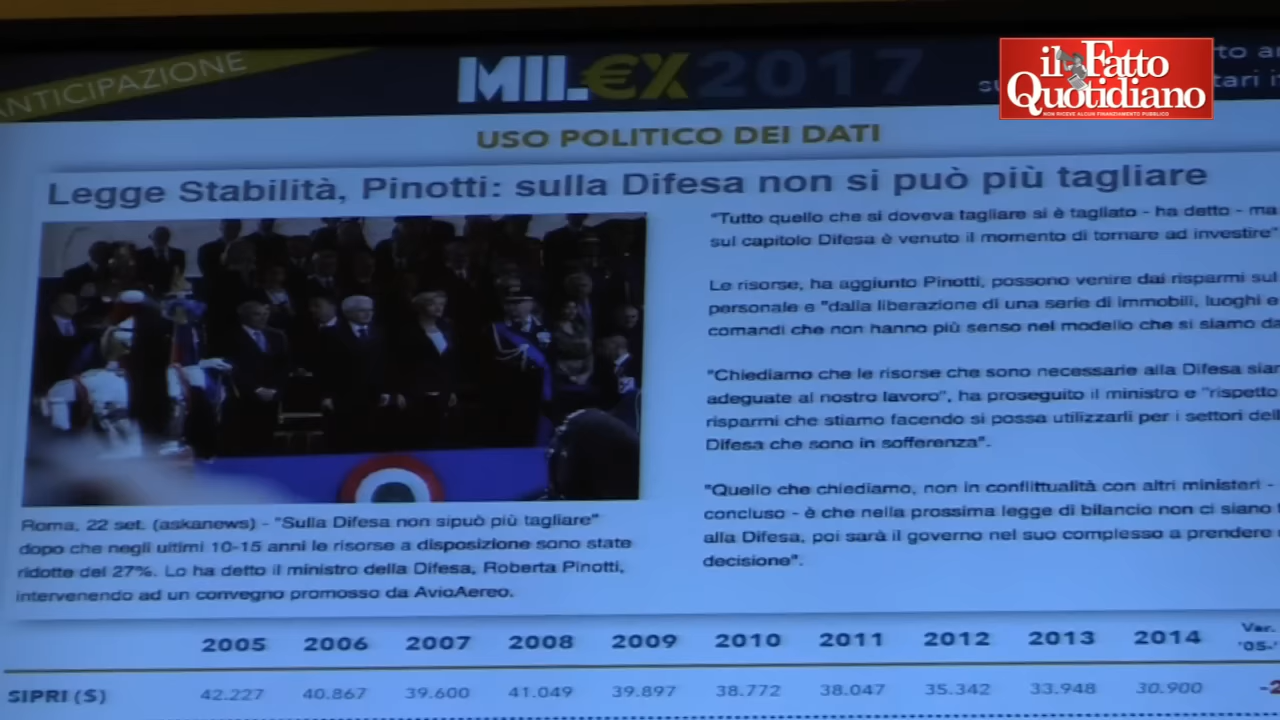 ANTICIPAZIONE
MIL€X2017
il Fatto
Quotidiano
NON RICEVE ALCUN FINANZIAMENTO PUBBLICO
USO POLITICO DEI DATI
Legge Stabilità, Pinotti: sulla Difesa non si può più tagliare
"Tutto quello che si doveva tagliare si è tagliato - ha detto - ma
sul capitolo Difesa è venuto il momento di tornare ad investire"
Le risorse, ha aggiunto Pinotti, possono venire dai risparmi sul
personale e "dalla liberazione di una serie di immobili, luoghi e
comandi che non hanno più senso nel modello che si siamo
"Chiediamo che le risorse che sono necessarie alla Difesa
adeguate al nostro lavoro", ha proseguito il ministro e "rispetto
risparmi che stiamo facendo si possa utilizzarli per i settori
Difesa che sono in sofferenza".
"Quello che chiediamo, non in conflittualità con altri ministeri -
concluso - è che nella prossima legge di bilancio non ci siano
alla Difesa, poi sarà il governo nel suo complesso a prendere
decisione".
Roma, 22 set. (askanews) - "Sulla Difesa non sipuò più tagliare"
dopo che negli ultimi 10-15 anni le risorse a disposizione sono state
ridotte del 27%. Lo ha detto il ministro della Difesa, Roberta Pinotti,
intervenendo ad un convegno promosso da AvioAereo.
2005 2006 2007 2008 2009 2010 2011 2012 2013 2014 Var.
'05-'
SIPRI ($) 42.227 40.867 39.600 41.049 39.897 38.772 38.047 35.342 33.948 30.900 -2